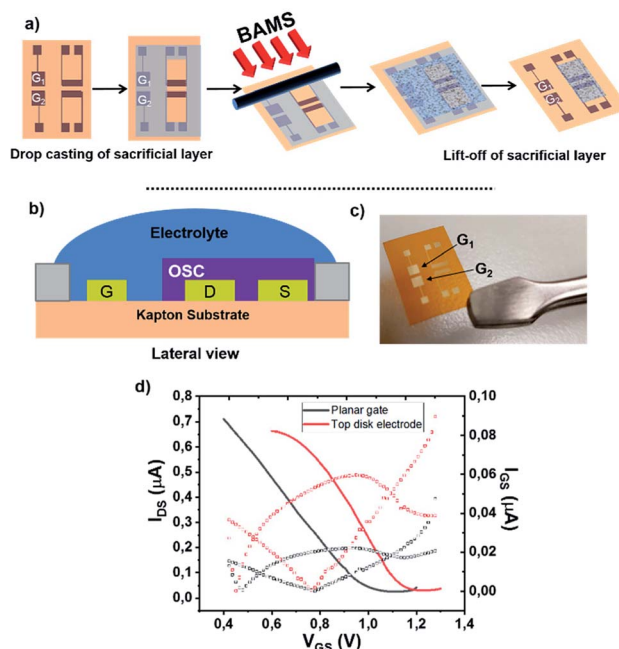 a)
BAMS
G1
G2
G1
G2
G1
G2
Drop casting of sacrificial layer
Lift-off of sacrificial layer
b)
Electrolyte
OSC
G
D
S
Kapton Substrate
Lateral view
c)
G1
G2
d)
Planar gate
Top disk electrode
IDS (μA)
0,8
0,7
0,6
0,5
0,4
0,3
0,2
0,1
0,0
IGS (μA)
0,10
0,08
0,06
0,04
0,02
0,00
0,4
0,6
0,8
1,0
1,2
1,4
VGS (V)